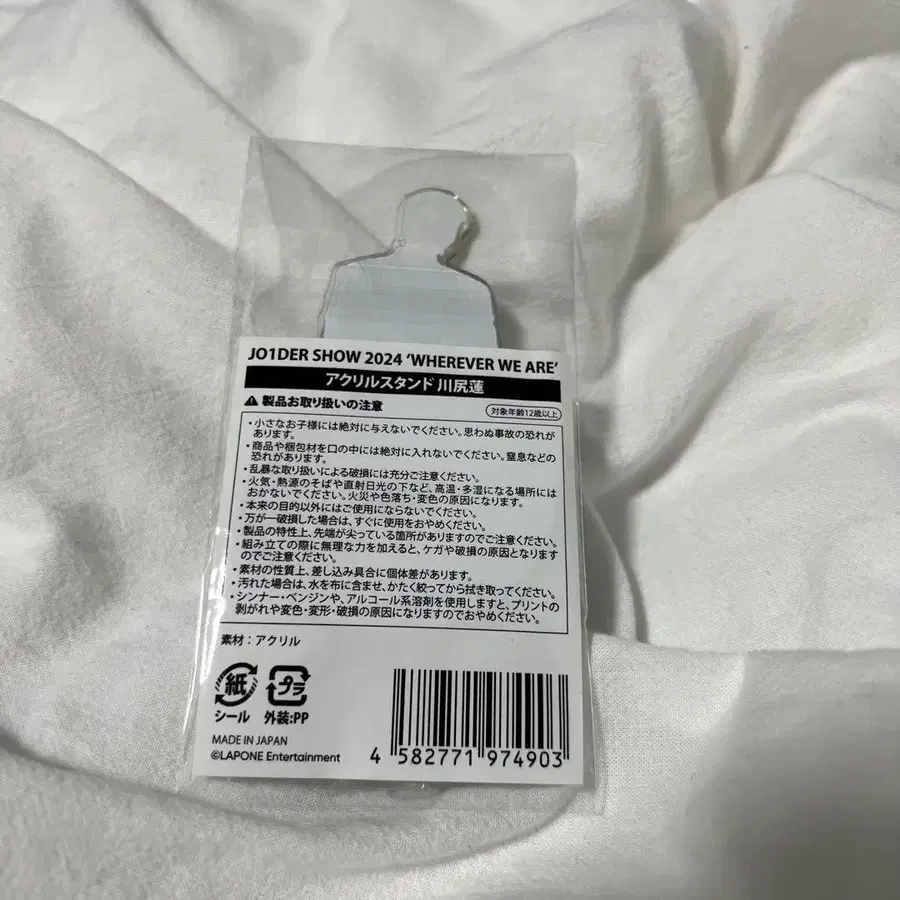 JO1DER SHOW 2024 'WHEREVER WE ARE'
アクリルスタンド 川尻蓮
製品お取り扱いの注意
対象年齢12歳以上
・小さなお子様には絶対に与えないでください。思わぬ事故の恐れが
あります。
・商品や梱包材を口の中には絶対に入れないでください。窒息などの
恐れがあります。
・乱暴な取り扱いによる破損には充分ご注意ください。
・火気・熱源のそばや直射日光の下など、高温・多湿になる場所には
おかないでください。火災や色落ち・変色の原因になります。
・本来の目的以外にはご使用にならないでください。
・万が一破損した場合は、すぐに使用をおやめください。
・製品の特性上、先端が尖っている箇所がありますのでご注意ください。
・組み立ての際に無理な力を加えると、ケガや破損の原因となります
のでご注意ください。
・素材の性質上、差し込み具合に個体差があります。
・汚れた場合は、水を布に含ませ、かたく絞ってから拭き取ってください。
・シンナー・ベンジンや、アルコール系溶剤を使用しますと、プリントの
剥がれや変色・変形・破損の原因になりますのでおやめください。
素材：アクリル
紙
プラ
シール
外装:PP
MADE IN JAPAN
©LAPONE Entertainment
4 582771 974903